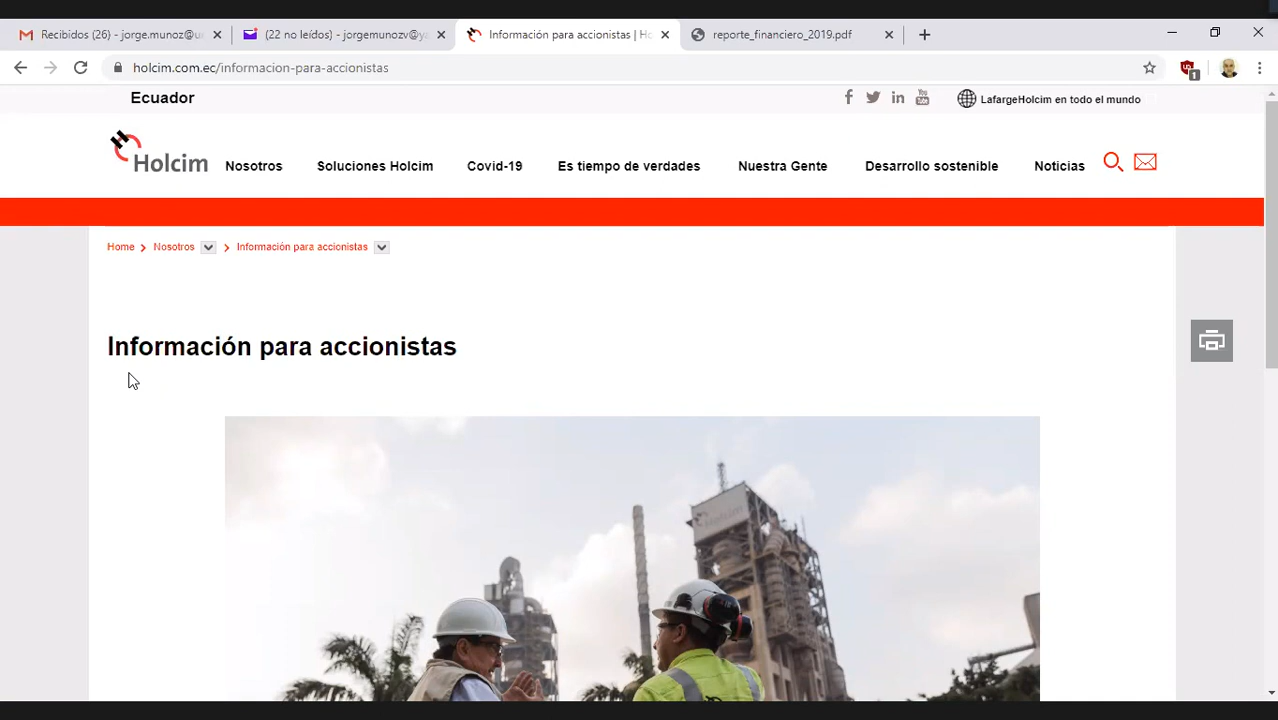 Recibidos (26) - jorge.munoz@u
(22 no leídos) - jorgemunozv@y
Información para accionistas | Ho
reporte_financiero_2019.pdf
holcim.com.ec/informacion-para-accionistas
1
Ecuador
LafargeHolcim en todo el mundo
Holcim
Nosotros
Soluciones Holcim
Covid-19
Es tiempo de verdades
Nuestra Gente
Desarrollo sostenible
Noticias
Home
Nosotros
Información para accionistas
Información para accionistas
Holcim